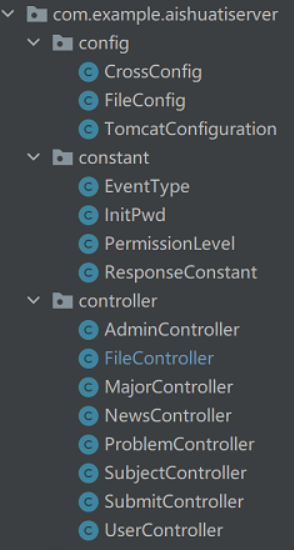 com.example.aishuatiserver
config
CrossConfig
FileConfig
TomcatConfiguration
constant
EventType
InitPwd
PermissionLevel
ResponseConstant
controller
AdminController
FileController
MajorController
NewsController
ProblemController
SubjectController
SubmitController
UserController